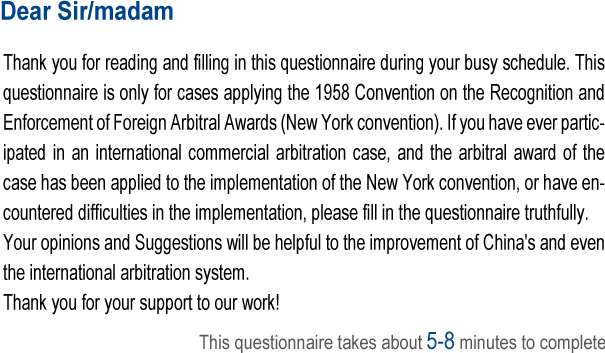 Dear Sir/madam
Thank you for reading and filling in this questionnaire during your busy schedule. This
questionnaire is only for cases applying the 1958 Convention on the Recognition and
Enforcement of Foreign Arbitral Awards (New York convention). If you have ever partic-
ipated in an international commercial arbitration case, and the arbitral award of the
case has been applied to the implementation of the New York convention, or have en-
countered difficulties in the implementation, please fill in the questionnaire truthfully.
Your opinions and Suggestions will be helpful to the improvement of China's and even
the international arbitration system.
Thank you for your support to our work!
This questionnaire takes about 5-8 minutes to complete